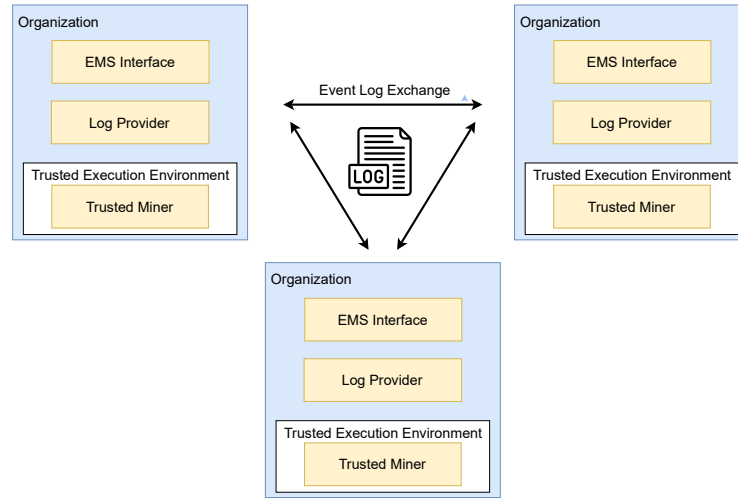 Organization
EMS Interface
Log Provider
Trusted Execution Environment
Trusted Miner
Event Log Exchange
LOG
Organization
EMS Interface
Log Provider
Trusted Execution Environment
Trusted Miner
Organization
EMS Interface
Log Provider
Trusted Execution Environment
Trusted Miner